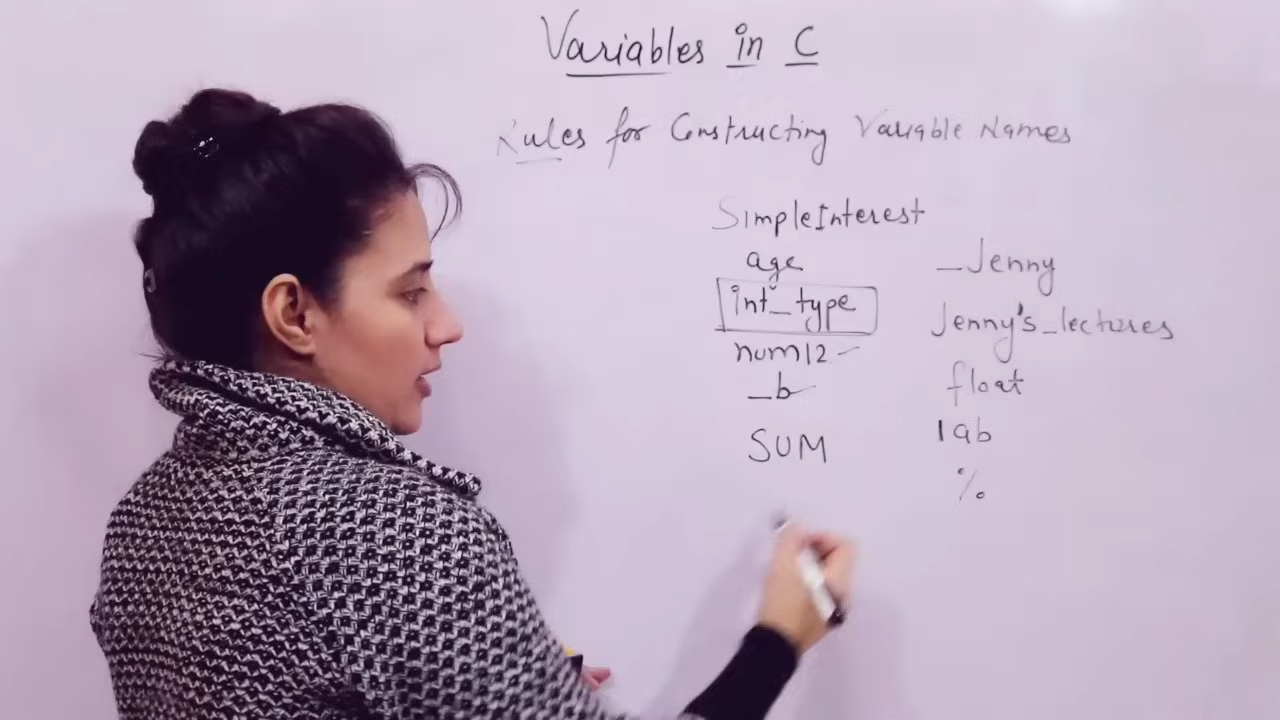 Variables in C
Rules for Constructing Variable Names
SimpleInterest
age
int_type
num12
_b
SUM
_Jenny
Jenny's_lectures
float
1ab
%